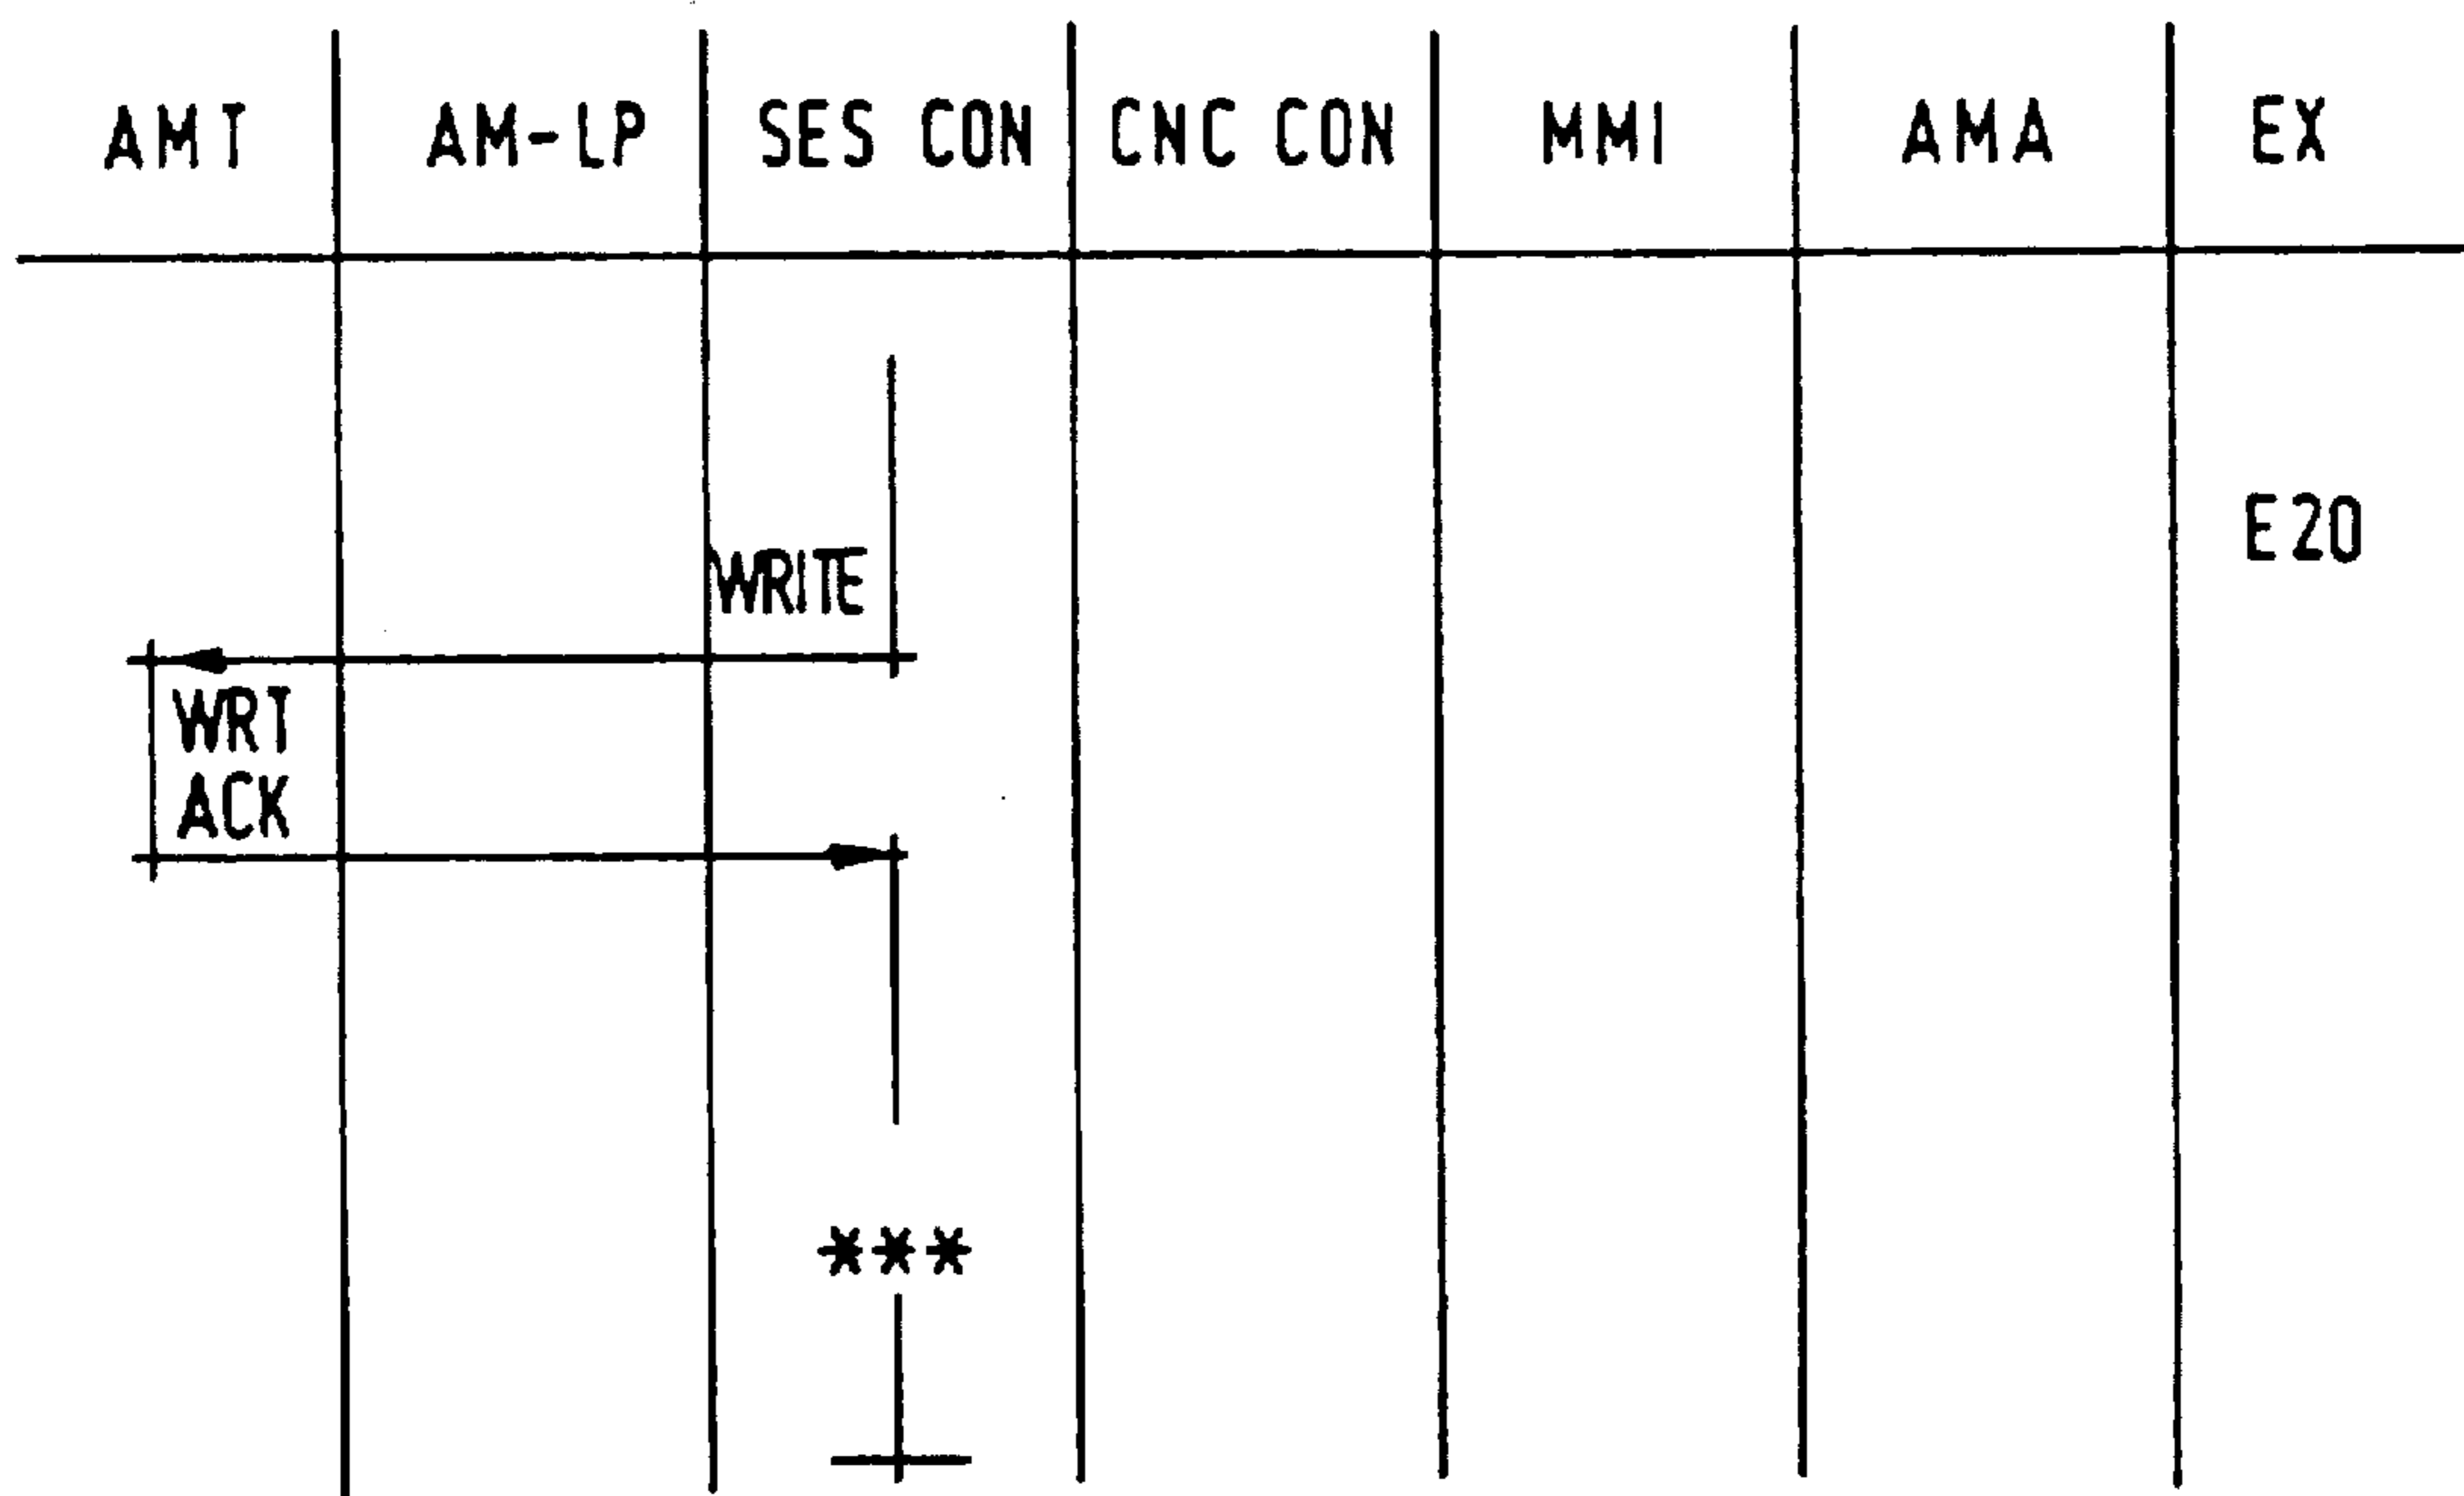 AMT AM-LP SES CON CNC CON MMI AMA EX
E20
WRITE
WRT
ACK
***